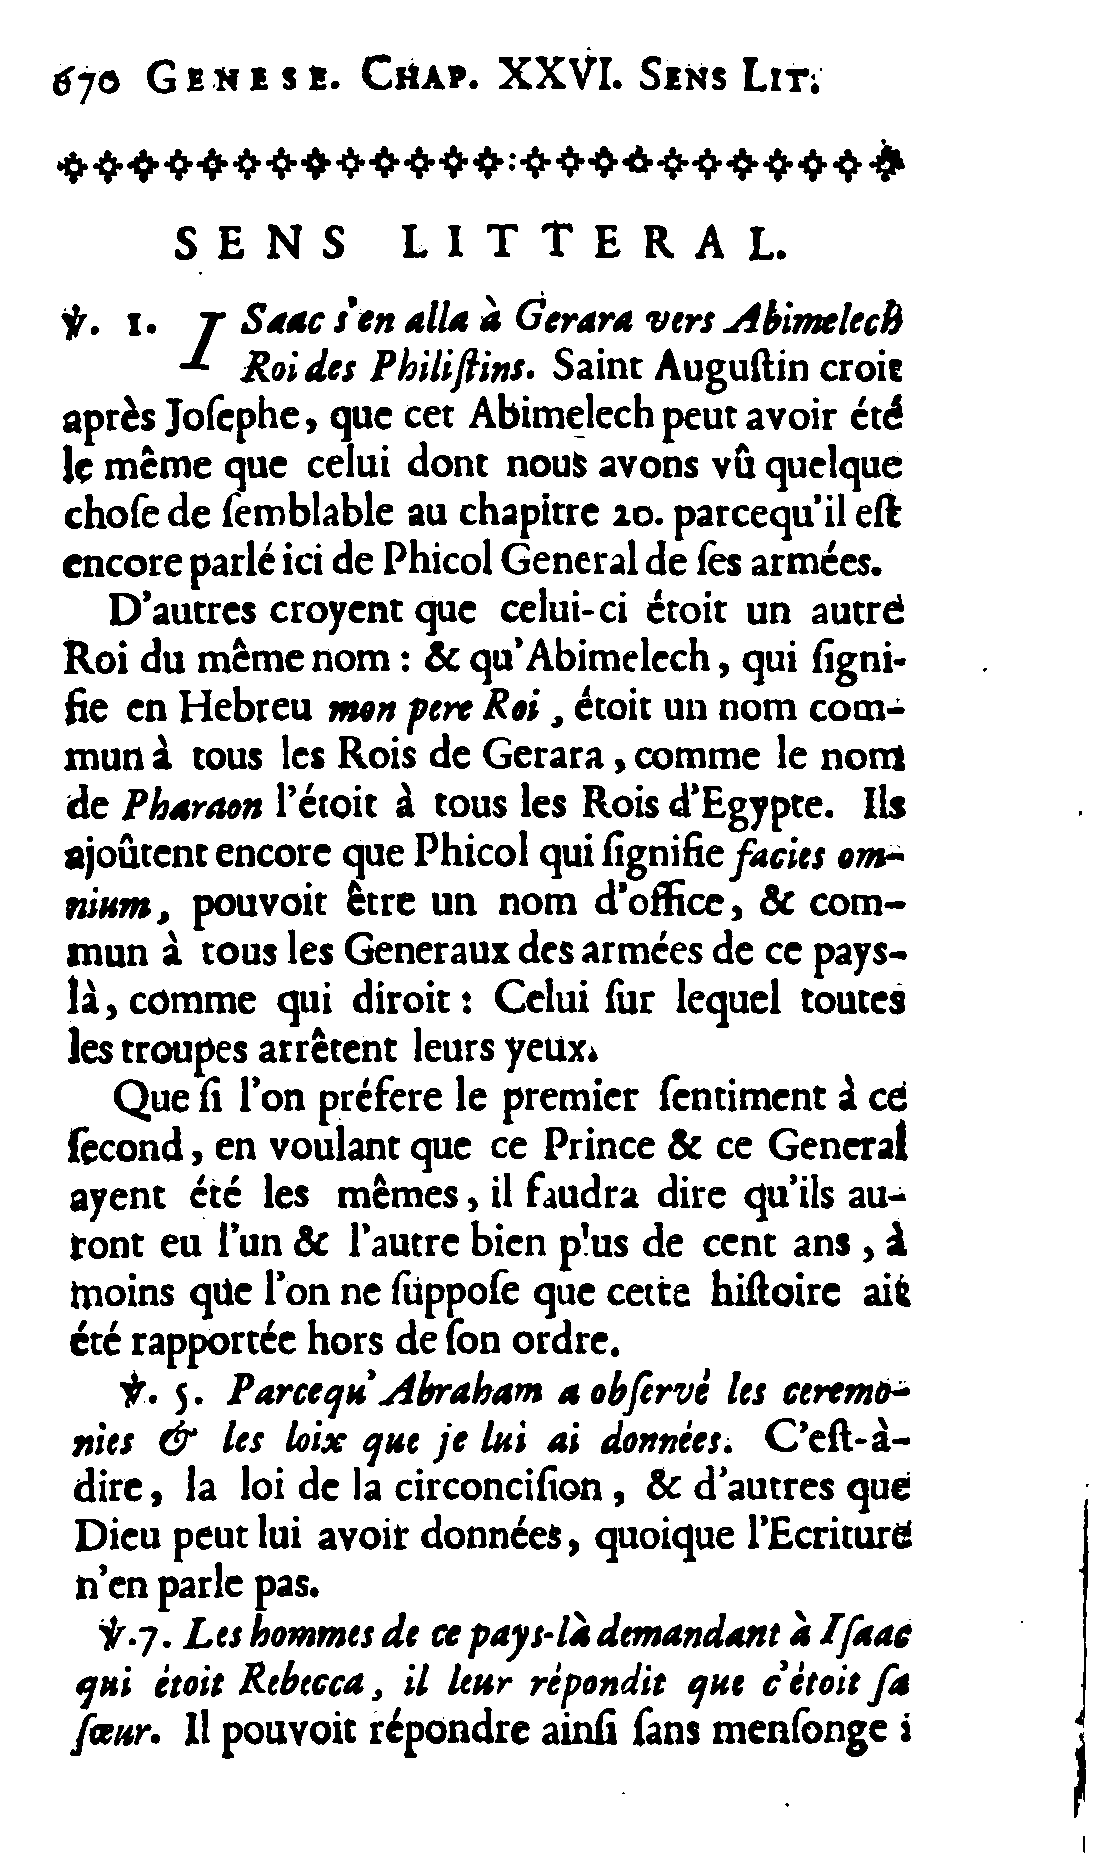 670 GENESE. CHAP. XXVI. SENS LIT.
SENS LITTERAL.
℣. 1. ISaac s'en alla à Gerara vers Abimelech
Roi des Philiſtins. Saint Auguſtin croit
après Joſephe, que cet Abimelech peut avoir été
le même que celui dont nous avons vû quelque
choſe de ſemblable au chapitre 20. parcequ'il eſt
encore parlé ici de Phicol General de ſes armées.
D'autres croyent que celui-ci étoit un autre
Roi du même nom : & qu'Abimelech, qui ſigni-
fie en Hebreu mon pere Roi, étoit un nom com-
mun à tous les Rois de Gerara, comme le nom
de Pharaon l'étoit à tous les Rois d'Egypte. Ils
ajoûtent encore que Phicol qui ſignifie facies om-
nium, pouvoit être un nom d'office, & com-
mun à tous les Generaux des armées de ce pays-
là, comme qui diroit : Celui ſur lequel toutes
les troupes arrêtent leurs yeux.
Que ſi l'on préfere le premier ſentiment à ce
ſecond, en voulant que ce Prince & ce General
ayent été les mêmes, il faudra dire qu'ils au-
ront eu l'un & l'autre bien plus de cent ans, à
moins que l'on ne ſuppoſe que cette hiſtoire ait
été rapportée hors de ſon ordre.
℣. 5. Parcequ'Abraham a obſervé les ceremo-
nies & les loix que je lui ai données. C'eſt-à-
dire, la loi de la circonciſion, & d'autres que
Dieu peut lui avoir données, quoique l'Ecriture
n'en parle pas.
℣. 7. Les hommes de ce pays-là demandant à Iſaac
qui étoit Rebecca, il leur répondit que c'étoit ſa
ſœur. Il pouvoit répondre ainſi ſans menſonge ;